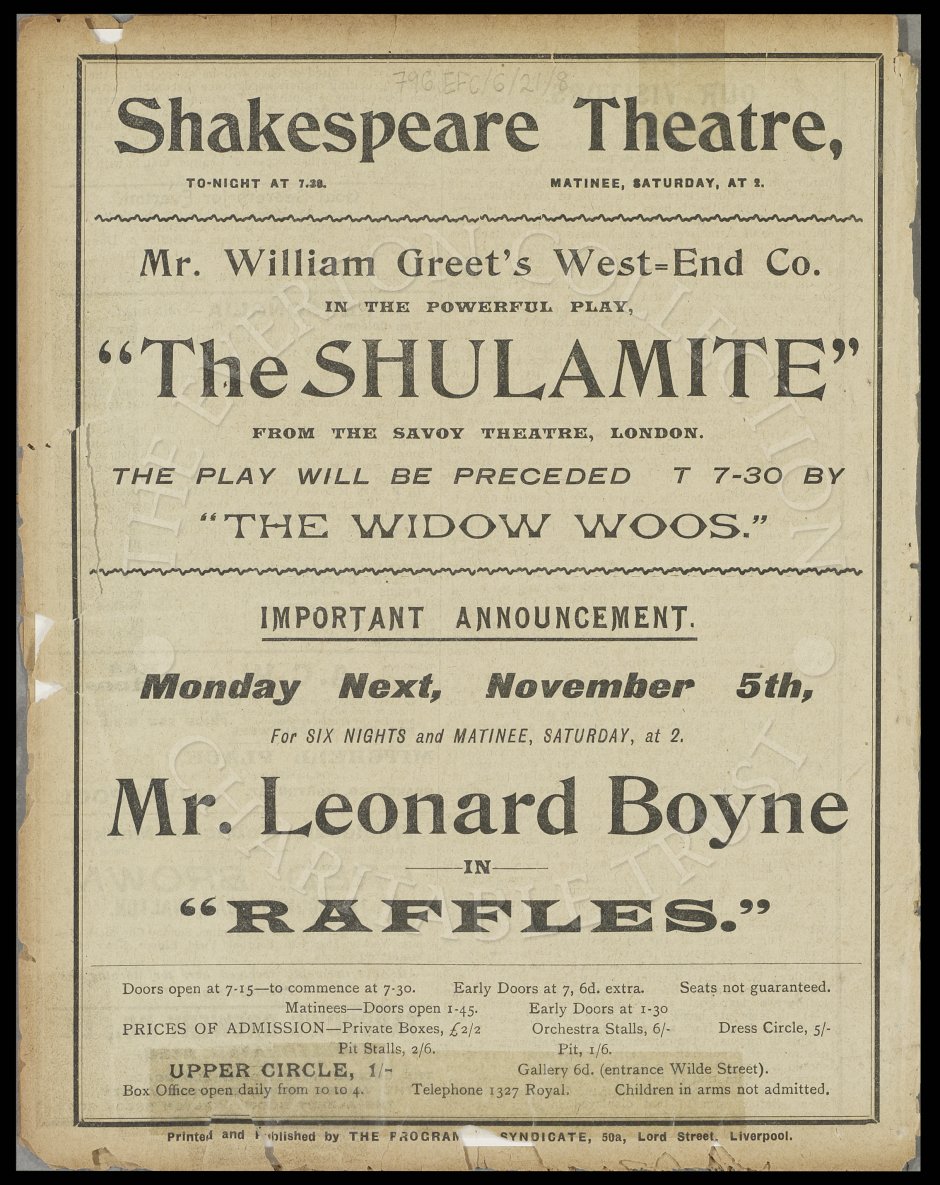 796 EFC/6/21/8
Shakespeare Theatre,
TO-NIGHT AT 7.30. MATINEE, SATURDAY, AT 2.
Mr. William Greet's West=End Co.
IN THE POWERFUL PLAY,
"The SHULAMITE"
FROM THE SAVOY THEATRE, LONDON.
THE PLAY WILL BE PRECEDED T 7-30 BY
"THE WIDOW WOOS."
IMPORTANT ANNOUNCEMENT.
Monday Next, November 5th,
For SIX NIGHTS and MATINEE, SATURDAY, at 2.
Mr. Leonard Boyne
IN
"RAFFLES."
Doors open at 7-15—to commence at 7-30. Early Doors at 7, 6d. extra. Seats not guaranteed.
Matinees—Doors open 1-45. Early Doors at 1-30
PRICES OF ADMISSION—Private Boxes, £2/2 Orchestra Stalls, 6/- Dress Circle, 5/-
Pit Stalls, 2/6. Pit, 1/6.
UPPER CIRCLE, 1/- Gallery 6d. (entrance Wilde Street).
Box Office open daily from 10 to 4. Telephone 1327 Royal. Children in arms not admitted.
Printed and blished by THE PROGRAM SYNDICATE, 50a, Lord Street, Liverpool.
THE EVERTON COLLECTION
CHARITABLE TRUST